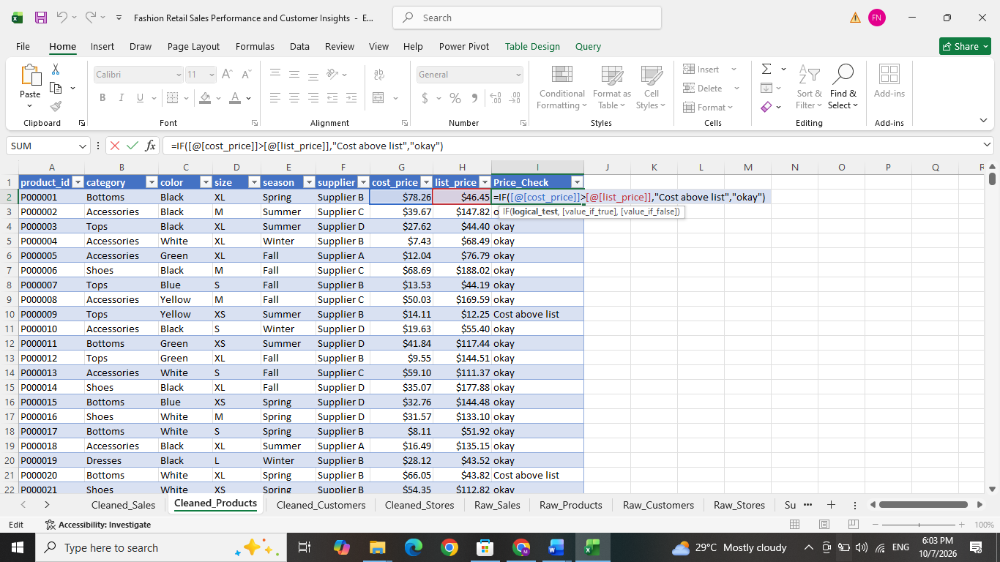 Fashion Retail Sales Performance and Customer Insights - E...
Search
FN
File Home Insert Draw Page Layout Formulas Data Review View Help Power Pivot Table Design Query
Share
Paste
Clipboard
Calibri 11
B I U
Font
Alignment
General
$ % 9
Number
Conditional Formatting
Format as Table
Cell Styles
Styles
Insert
Delete
Format
Cells
Sort & Filter
Find & Select
Editing
Add-ins
Add-ins
SUM fx =IF([@[cost_price]]>[@[list_price]],"Cost above list","okay")
A B C D E F G H I J K L M N O P Q R
1 product_id category color size season supplier cost_price list_price Price_Check
2 P000001 Bottoms Black XL Spring Supplier B $78.26 $46.45 =IF([@[cost_price]]>[@[list_price]],"Cost above list","okay")
IF(logical_test, [value_if_true], [value_if_false])
3 P000002 Accessories Black M Summer Supplier C $39.67 $147.82
4 P000003 Tops Black XL Summer Supplier D $27.62 $44.40 okay
5 P000004 Accessories White XL Winter Supplier B $7.43 $68.49 okay
6 P000005 Accessories Green XL Fall Supplier A $12.04 $76.79 okay
7 P000006 Shoes Black M Fall Supplier C $68.69 $188.02 okay
8 P000007 Tops Blue S Fall Supplier B $13.53 $44.19 okay
9 P000008 Accessories Yellow M Fall Supplier C $50.03 $169.59 okay
10 P000009 Tops Yellow XS Summer Supplier B $14.11 $12.25 Cost above list
11 P000010 Accessories Black S Winter Supplier D $19.63 $55.40 okay
12 P000011 Bottoms Green XS Summer Supplier D $41.84 $117.44 okay
13 P000012 Tops Green XL Fall Supplier B $9.55 $144.51 okay
14 P000013 Accessories White S Fall Supplier C $59.10 $111.37 okay
15 P000014 Shoes Black XL Fall Supplier D $35.07 $177.88 okay
16 P000015 Bottoms Blue XS Spring Supplier D $32.76 $144.48 okay
17 P000016 Shoes White M Spring Supplier D $31.57 $133.10 okay
18 P000017 Bottoms White S Spring Supplier B $8.11 $51.92 okay
19 P000018 Accessories Black XL Summer Supplier A $16.49 $135.15 okay
20 P000019 Dresses Black L Winter Supplier B $28.12 $43.52 okay
21 P000020 Bottoms White XL Spring Supplier B $66.05 $43.82 Cost above list
22 P000021 Shoes White XS Spring Supplier B $54.35 $112.82 okay
Cleaned_Sales Cleaned_Products Cleaned_Customers Cleaned_Stores Raw_Sales Raw_Products Raw_Customers Raw_Stores Su ...
Edit Accessibility: Investigate 100%
Type here to search
29°C Mostly cloudy
ENG
6:03 PM
10/7/2026